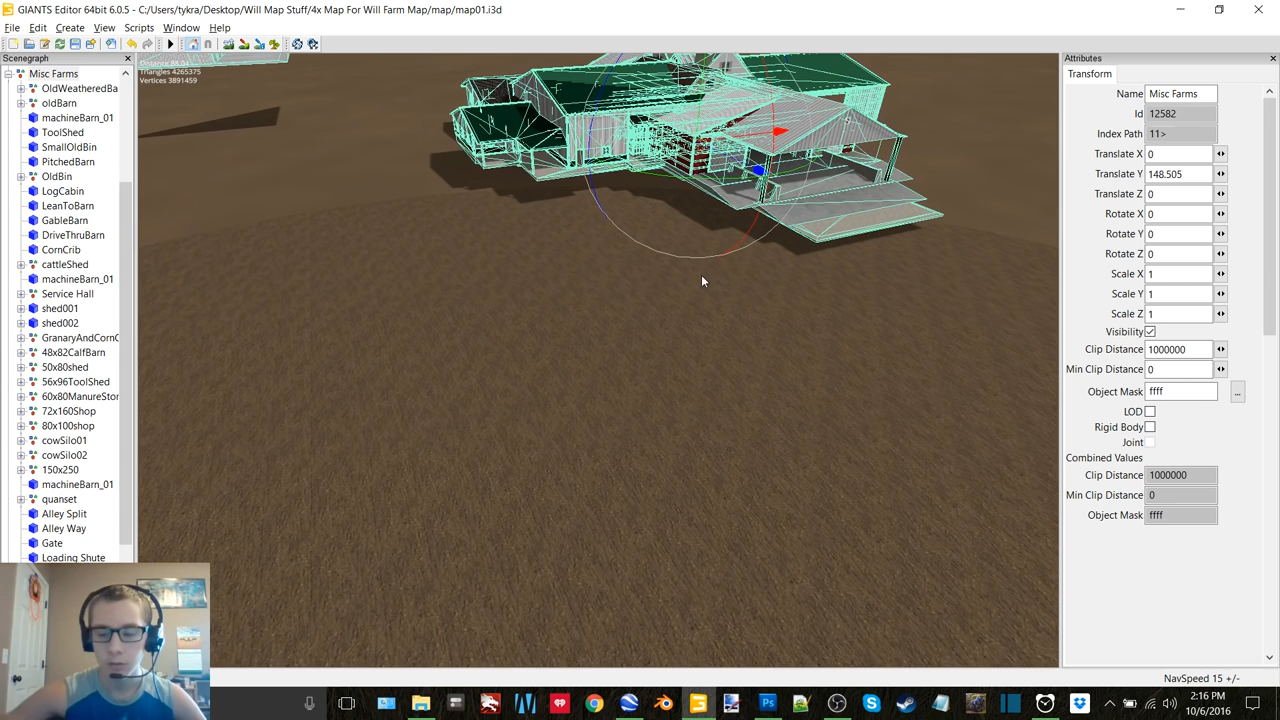 GIANTS Editor 64bit 6.0.5 - C:/Users/tykra/Desktop/Will Map Stuff/4x Map For Will Farm Map/map/map01.i3d
File Edit Create View Scripts Window Help
Scenegraph
Misc Farms
OldWeatheredBa
oldBarn
machineBarn_01
ToolShed
SmallOldBin
PitchedBarn
OldBin
LogCabin
LeanToBarn
GableBarn
DriveThruBarn
CornCrib
cattleShed
machineBarn_01
Service Hall
shed001
shed002
GranaryAndCornC
48x82CalfBarn
50x80shed
56x96ToolShed
60x80ManureStor
72x160Shop
80x100shop
cowSilo01
cowSilo02
150x250
machineBarn_01
quanset
Alley Split
Alley Way
Gate
Loading Shute
Triangles 4265375
Vertices 3891459
Attributes
Transform
Name Misc Farms
Id 12582
Index Path 11>
Translate X 0
Translate Y 148.505
Translate Z 0
Rotate X 0
Rotate Y 0
Rotate Z 0
Scale X 1
Scale Y 1
Scale Z 1
Visibility
Clip Distance 1000000
Min Clip Distance 0
Object Mask ffff ...
LOD
Rigid Body
Joint
Combined Values
Clip Distance 1000000
Min Clip Distance 0
Object Mask ffff
NavSpeed 15 +/-
2:16 PM
10/6/2016